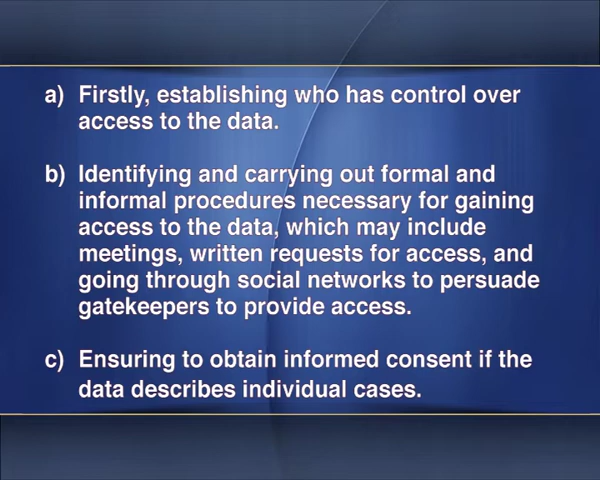 a) Firstly, establishing who has control over
access to the data.
b) Identifying and carrying out formal and
informal procedures necessary for gaining
access to the data, which may include
meetings, written requests for access, and
going through social networks to persuade
gatekeepers to provide access.
c) Ensuring to obtain informed consent if the
data describes individual cases.